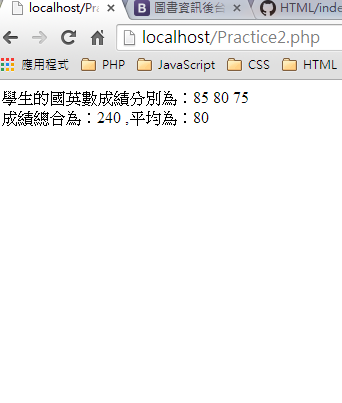 localhost/Pra
圖書資訊後台
HTML/inde
localhost/Practice2.php
應用程式 PHP JavaScript CSS HTML
學生的國英數成績分別為：85 80 75
成績總合為：240 ,平均為：80